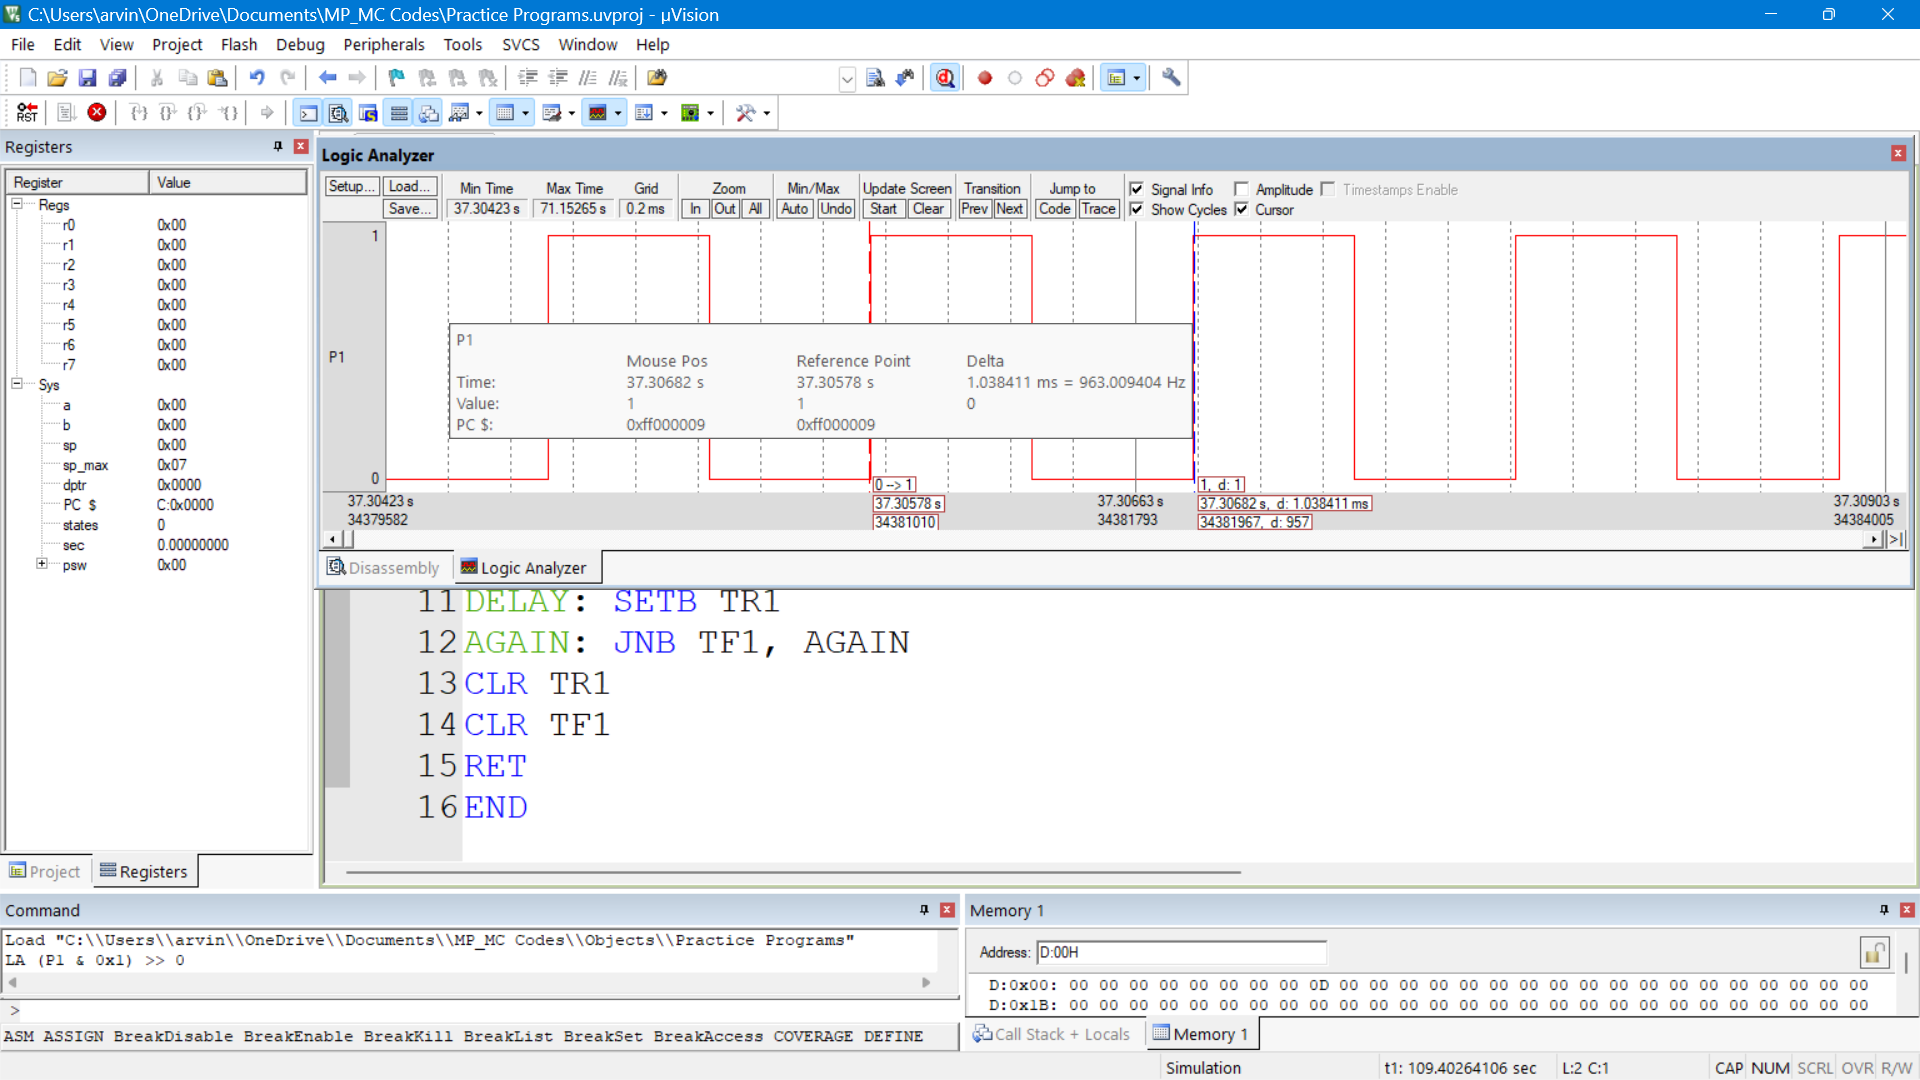 C:\Users\arvin\OneDrive\Documents\MP_MC Codes\Practice Programs.uvproj - µVision
File Edit View Project Flash Debug Peripherals Tools SVCS Window Help
RST
Registers
Register Value
Regs
r0 0x00
r1 0x00
r2 0x00
r3 0x00
r4 0x00
r5 0x00
r6 0x00
r7 0x00
Sys
a 0x00
b 0x00
sp 0x00
sp_max 0x07
dptr 0x0000
PC $ C:0x0000
states 0
sec 0.00000000
psw 0x00
Project Registers
Logic Analyzer
Setup... Load... Min Time Max Time Grid Zoom Min/Max Update Screen Transition Jump to Signal Info Amplitude Timestamps Enable
Save... 37.30423 s 71.15265 s 0.2 ms In Out All Auto Undo Start Clear Prev Next Code Trace Show Cycles Cursor
1
P1
0
P1
Mouse Pos Reference Point Delta
Time: 37.30682 s 37.30578 s 1.038411 ms = 963.009404 Hz
Value: 1 1 0
PC $: 0xff000009 0xff000009
0 --> 1 1, d: 1
37.30423 s 37.30578 s 37.30663 s 37.30682 s, d: 1.038411 ms 37.30903 s
34379582 34381010 34381793 34381967, d: 957 34384005
Disassembly Logic Analyzer
11 DELAY: SETB TR1
12 AGAIN: JNB TF1, AGAIN
13 CLR TR1
14 CLR TF1
15 RET
16 END
Command
Load "C:\\Users\\arvin\\OneDrive\\Documents\\MP_MC Codes\\Objects\\Practice Programs"
LA (P1 & 0x1) >> 0
>
ASM ASSIGN BreakDisable BreakEnable BreakKill BreakList BreakSet BreakAccess COVERAGE DEFINE
Memory 1
Address: D:00H
D:0x00: 00 00 00 00 00 00 00 00 0D 00 00 00 00 00 00 00 00 00 00 00 00 00 00 00 00 00 00
D:0x1B: 00 00 00 00 00 00 00 00 00 00 00 00 00 00 00 00 00 00 00 00 00 00 00 00 00 00 00
Call Stack + Locals Memory 1
Simulation t1: 109.40264106 sec L:2 C:1 CAP NUM SCRL OVR R/W